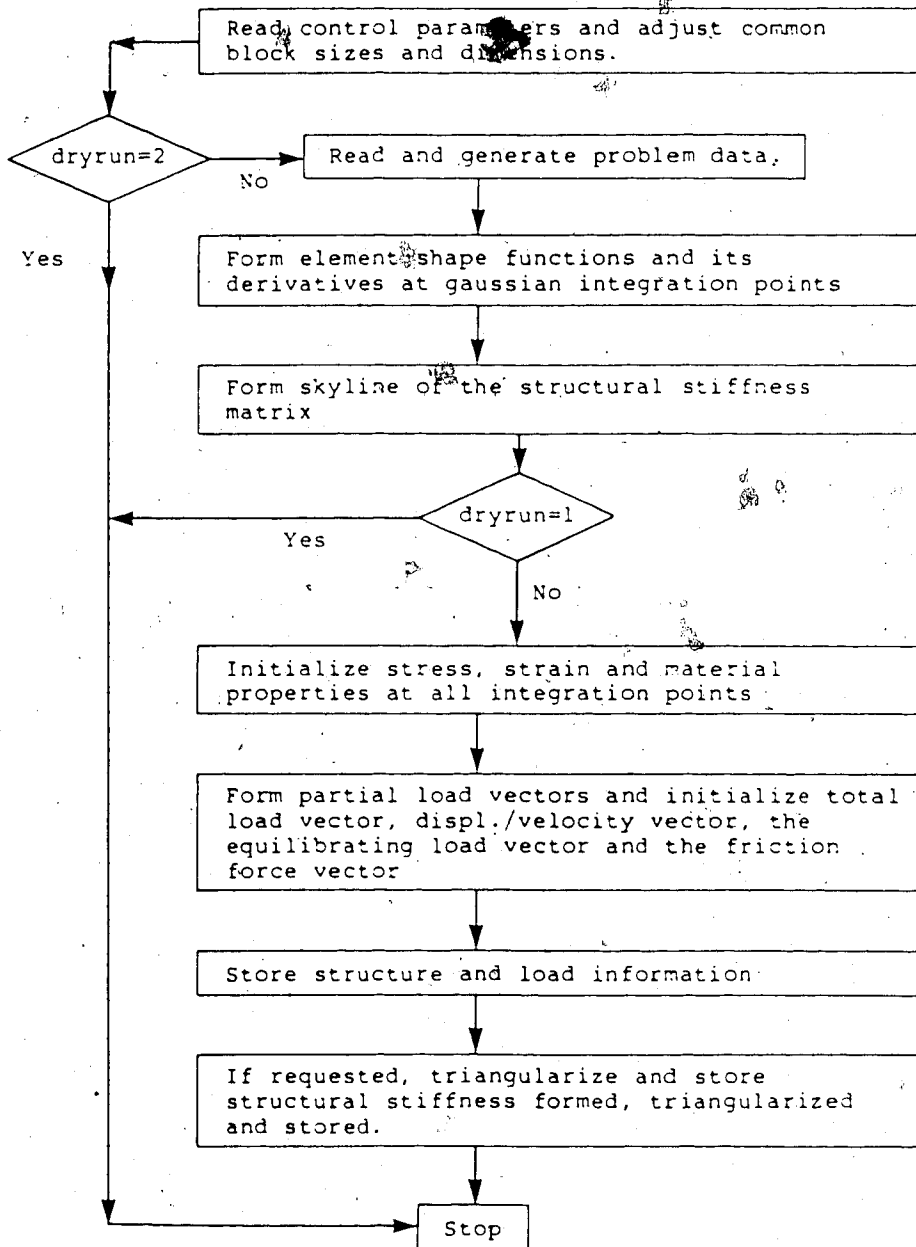 Read control parameters and adjust common
block sizes and dimensions.
dryrun=2
No
Read and generate problem data.
Yes
Form element shape functions and its
derivatives at gaussian integration points
Form skyline of the structural stiffness
matrix
dryrun=1
Yes
No
Initialize stress, strain and material
properties at all integration points
Form partial load vectors and initialize total
load vector, displ./velocity vector, the
equilibrating load vector and the friction
force vector
Store structure and load information
If requested, triangularize and store
structural stiffness formed, triangularized
and stored.
Stop